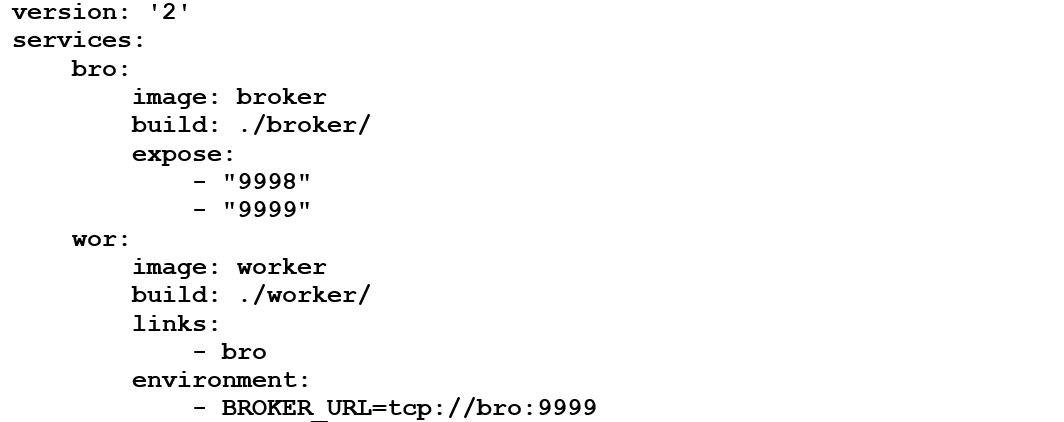 version: '2'
services:
    bro:
        image: broker
        build: ./broker/
        expose:
            - "9998"
            - "9999"
    wor:
        image: worker
        build: ./worker/
        links:
            - bro
        environment:
            - BROKER_URL=tcp://bro:9999